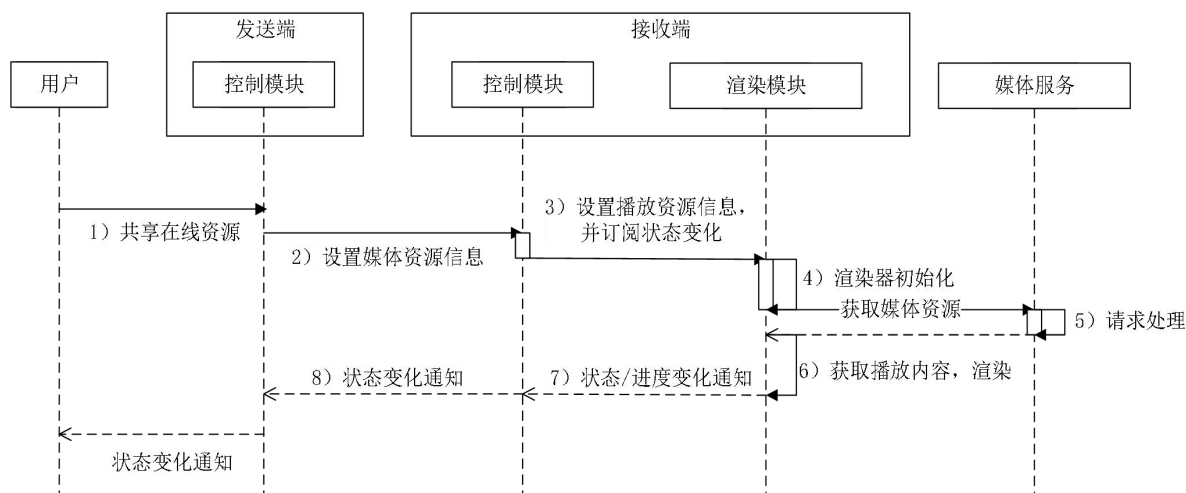 发送端
接收端
用户
控制模块
控制模块
渲染模块
媒体服务
1）共享在线资源
2）设置媒体资源信息
3）设置播放资源信息，
并订阅状态变化
4）渲染器初始化
获取媒体资源
5）请求处理
6）获取播放内容，渲染
7）状态/进度变化通知
8）状态变化通知
状态变化通知